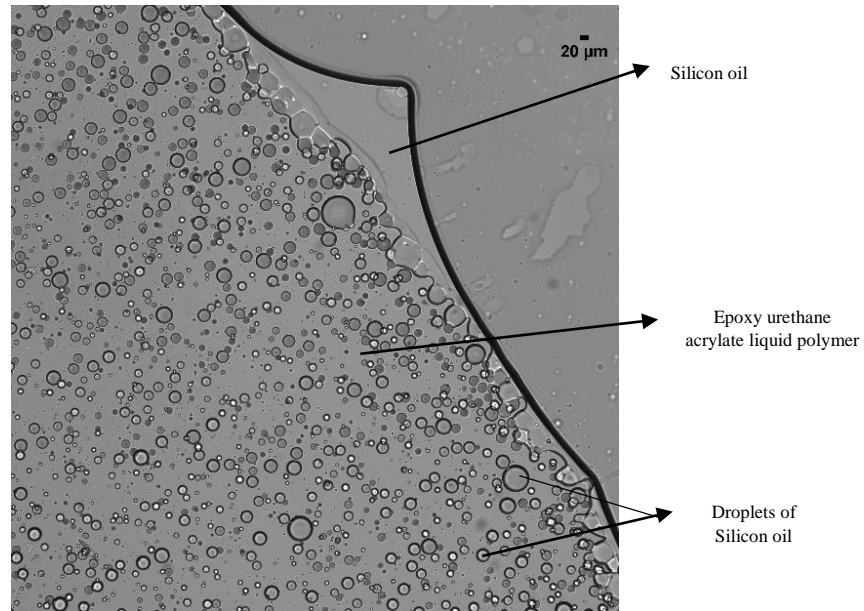 20 µm
Silicon oil
Epoxy urethane
acrylate liquid polymer
Droplets of
Silicon oil